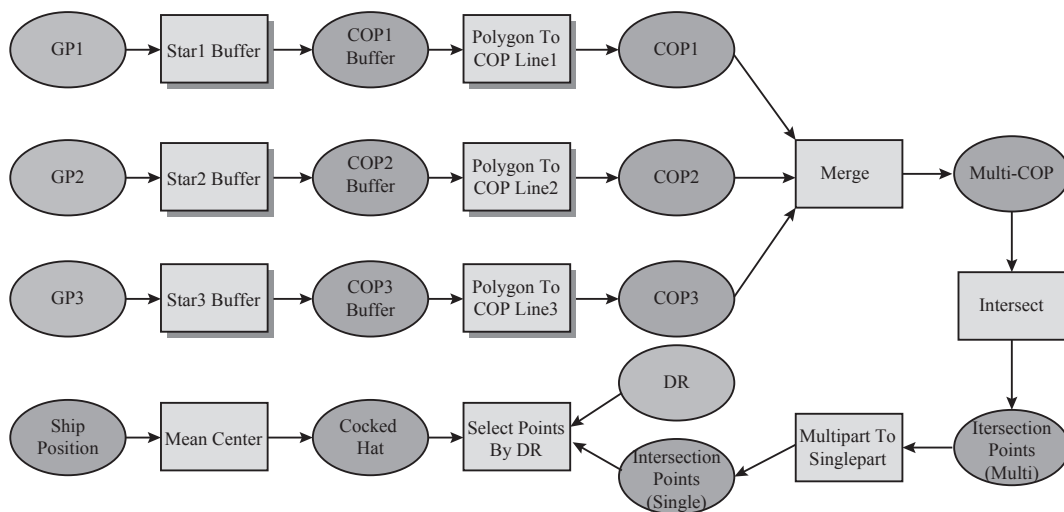 GP1
Star1 Buffer
COP1
Buffer
Polygon To
COP Line1
COP1
GP2
Star2 Buffer
COP2
Buffer
Polygon To
COP Line2
COP2
Merge
Multi-COP
GP3
Star3 Buffer
COP3
Buffer
Polygon To
COP Line3
COP3
Intersect
DR
Ship
Position
Mean Center
Cocked
Hat
Select Points
By DR
Intersection
Points
(Single)
Multipart To
Singlepart
Itersection
Points
(Multi)